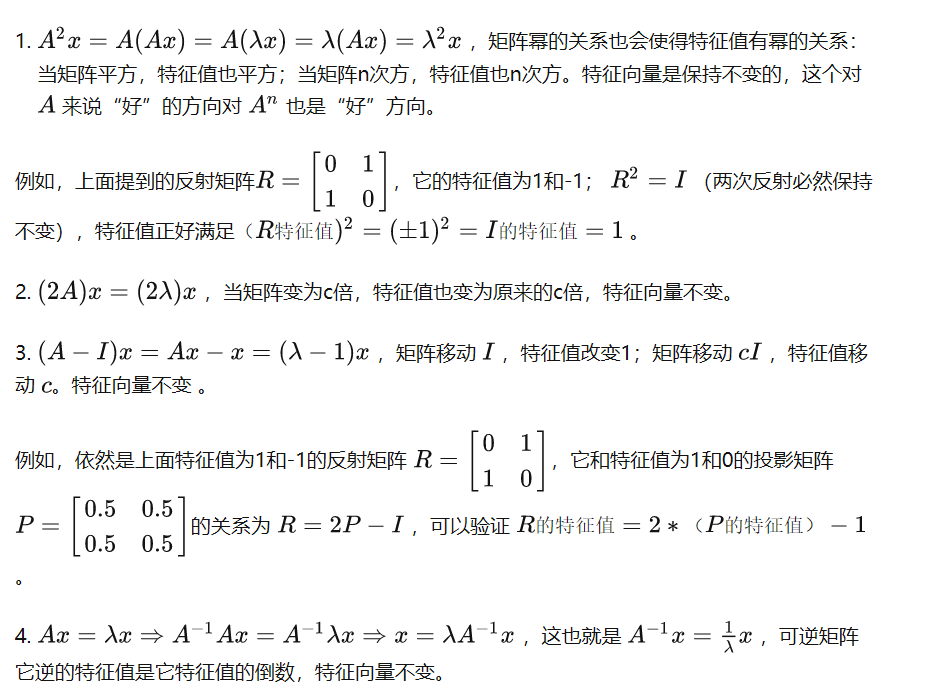 1. $A^2x = A(Ax) = A(\lambda x) = \lambda(Ax) = \lambda^2x$ ，矩阵幂的关系也会使得特征值有幂的关系：
当矩阵平方，特征值也平方；当矩阵n次方，特征值也n次方。特征向量是保持不变的，这个对
$A$ 来说“好”的方向对 $A^n$ 也是“好”方向。
例如，上面提到的反射矩阵$R = \begin{bmatrix} 0 & 1 \\ 1 & 0 \end{bmatrix}$，它的特征值为1和-1； $R^2 = I$ （两次反射必然保持
不变），特征值正好满足$（R特征值)^2 = (\pm 1)^2 = I的特征值 = 1$ 。
2. $(2A)x = (2\lambda)x$ ，当矩阵变为c倍，特征值也变为原来的c倍，特征向量不变。
3. $(A - I)x = Ax - x = (\lambda - 1)x$ ，矩阵移动 $I$ ，特征值改变1；矩阵移动 $cI$ ，特征值移
动 $c$。特征向量不变 。
例如，依然是上面特征值为1和-1的反射矩阵 $R = \begin{bmatrix} 0 & 1 \\ 1 & 0 \end{bmatrix}$，它和特征值为1和0的投影矩阵
$P = \begin{bmatrix} 0.5 & 0.5 \\ 0.5 & 0.5 \end{bmatrix}$的关系为 $R = 2P - I$ ，可以验证 $R的特征值 = 2 * （P的特征值） - 1$
。
4. $Ax = \lambda x \Rightarrow A^{-1}Ax = A^{-1}\lambda x \Rightarrow x = \lambda A^{-1}x$ ，这也就是 $A^{-1}x = \frac{1}{\lambda}x$ ，可逆矩阵
它逆的特征值是它特征值的倒数，特征向量不变。